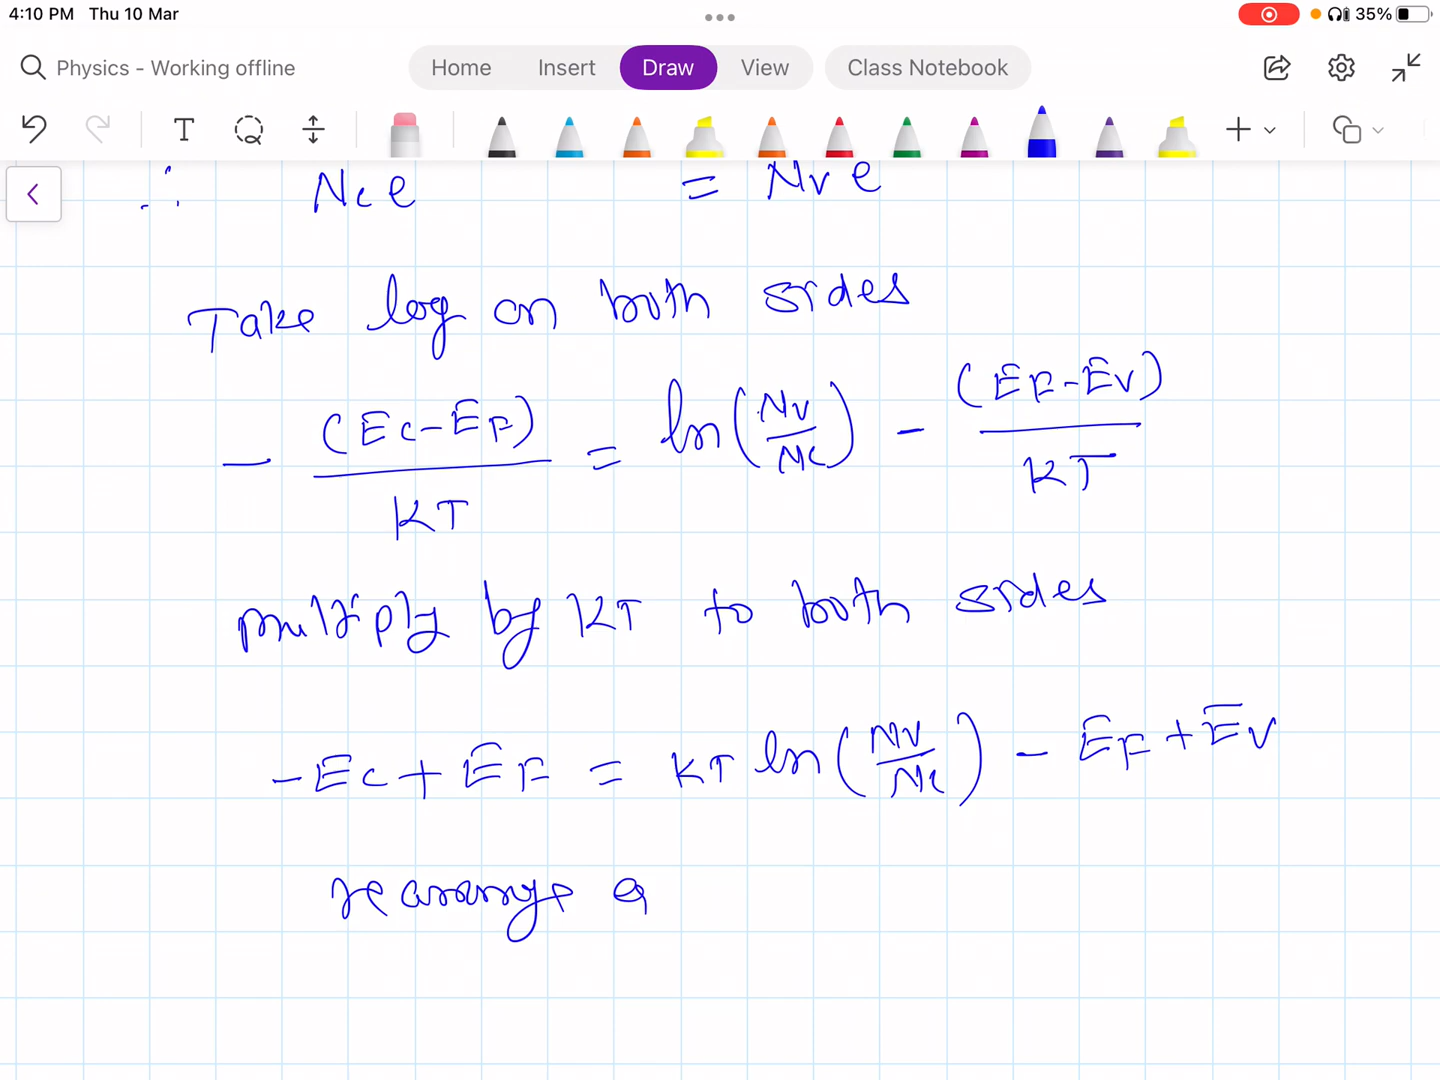 4:10 PM Thu 10 Mar 35%
Physics - Working offline Home Insert Draw View Class Notebook
∴ Nc e = Nv e
Take log on both sides
- (Ec-EF)/KT = ln(Nv/Nc) - (EF-Ev)/KT
multiply by KT to both sides
-Ec+EF = KT ln(Nv/Nc) - EF+Ev
rearrange